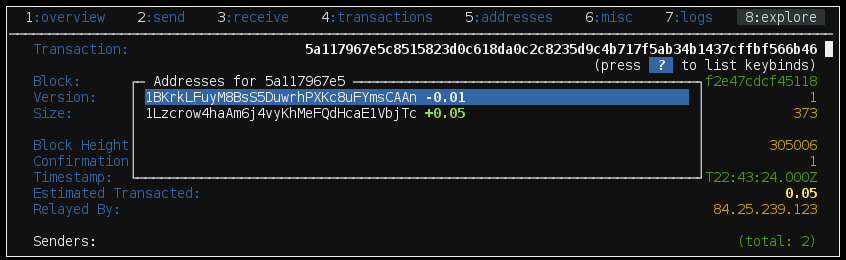 1:overview 2:send 3:receive 4:transactions 5:addresses 6:misc 7:logs 8:explore
Transaction: 5a117967e5c8515823d0c618da0c2c8235d9c4b717f5ab34b1437cffbf566b46
(press ? to list keybinds)
Block: f2e47cdcf45118
Addresses for 5a117967e5
Version: 1
1BKrkLFuyM8BsS5DuwrhPXKc8uFYmsCAAn -0.01
Size: 373
1Lzcrow4haAm6j4vyKhMeFQdHcaE1VbjTc +0.05
Block Height 305006
Confirmation 1
Timestamp: T22:43:24.000Z
Estimated Transacted: 0.05
Relayed By: 84.25.239.123
Senders: (total: 2)